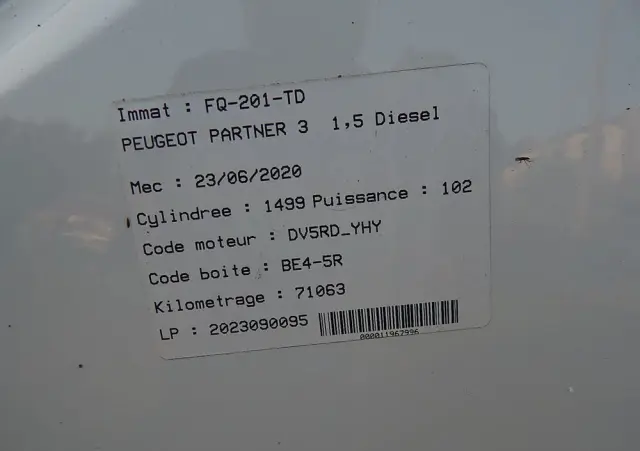 Immat : FQ-201-TD
PEUGEOT PARTNER 3 1,5 Diesel
Mec : 23/06/2020
Cylindree : 1499 Puissance : 102
Code moteur : DV5RD_YHY
Code boite : BE4-5R
Kilometrage : 71063
LP : 2023090095
000011967996